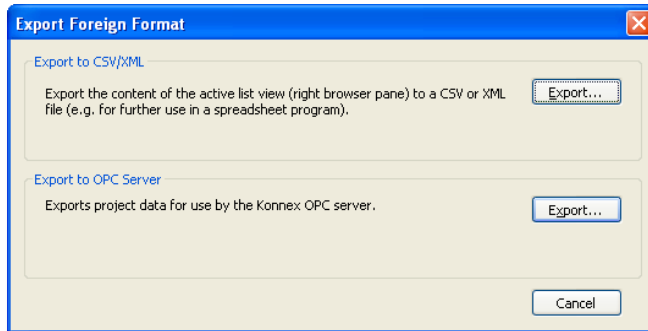 Export Foreign Format
Export to CSV/XML
Export the content of the active list view (right browser pane) to a CSV or XML
file (e.g. for further use in a spreadsheet program).
Export...
Export to OPC Server
Exports project data for use by the Konnex OPC server.
Export...
Cancel